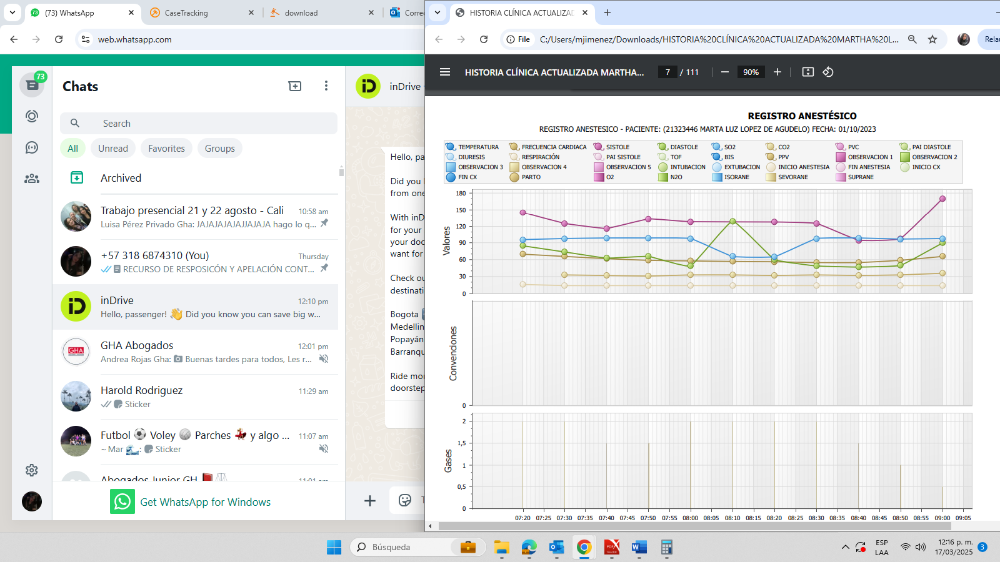 (73) WhatsApp
CaseTracking
download
Correo
web.whatsapp.com
73
Chats
Search
All
Unread
Favorites
Groups
Archived
Trabajo presencial 21 y 22 agosto - Cali
10:58 am
Luisa Pérez Privado Gha: JAJAJAJAJAJJAJAJA hago lo q...
+57 318 6874310 (You)
Thursday
RECURSO DE RESPOSICÓN Y APELACIÓN CONT...
inDrive
12:10 pm
Hello, passenger! 👋 Did you know you can save big w...
GHA Abogados
12:01 pm
Andrea Rojas Gha: Buenas tardes para todos, Les r...
Harold Rodriguez
11:29 am
Sticker
Futbol ⚽ Voley 🏐 Parches 💃 y algo ...
11:07 am
~ Mar 🌊: Sticker
Abogados Junior GH
11:01 am
Get WhatsApp for Windows
inDrive
Hello, pa
Did you
from one
With inD
for your
your doo
want for
Check ou
destinati
Bogota
Medellin
Popayán
Barranqu
Ride mor
doorstep
HISTORIA CLÍNICA ACTUALIZAD
File
C:/Users/mjimenez/Downloads/HISTORIA%20CLÍNICA%20ACTUALIZADA%20MARTHA%20L...
Rela
HISTORIA CLÍNICA ACTUALIZADA MARTHA...
7 / 111
90%
REGISTRO ANESTÉSICO
REGISTRO ANESTESICO - PACIENTE: (21323446 MARTA LUZ LOPEZ DE AGUDELO) FECHA: 01/10/2023
TEMPERATURA FRECUENCIA CARDIACA SISTOLE DIASTOLE SO2 CO2 PVC PAI DIASTOLE
DIURESIS RESPIRACIÓN PAI SISTOLE TOF BIS PPV OBSERVACION 1 OBSERVACION 2
OBSERVACION 3 OBSERVACION 4 OBSERVACION 5 INTUBACION EXTUBACION INICIO ANESTESIA FIN ANESTESIA INICIO CX
FIN CX PARTO O2 N2O ISORANE SEVORANE SUPRANE
Valores
180
150
120
90
60
30
0
Convenciones
0
Gases
2
1,5
1
0,5
0
07:20 07:25 07:30 07:35 07:40 07:45 07:50 07:55 08:00 08:05 08:10 08:15 08:20 08:25 08:30 08:35 08:40 08:45 08:50 08:55 09:00 09:05
Búsqueda
ESP
LAA
12:16 p. m.
17/03/2025
3